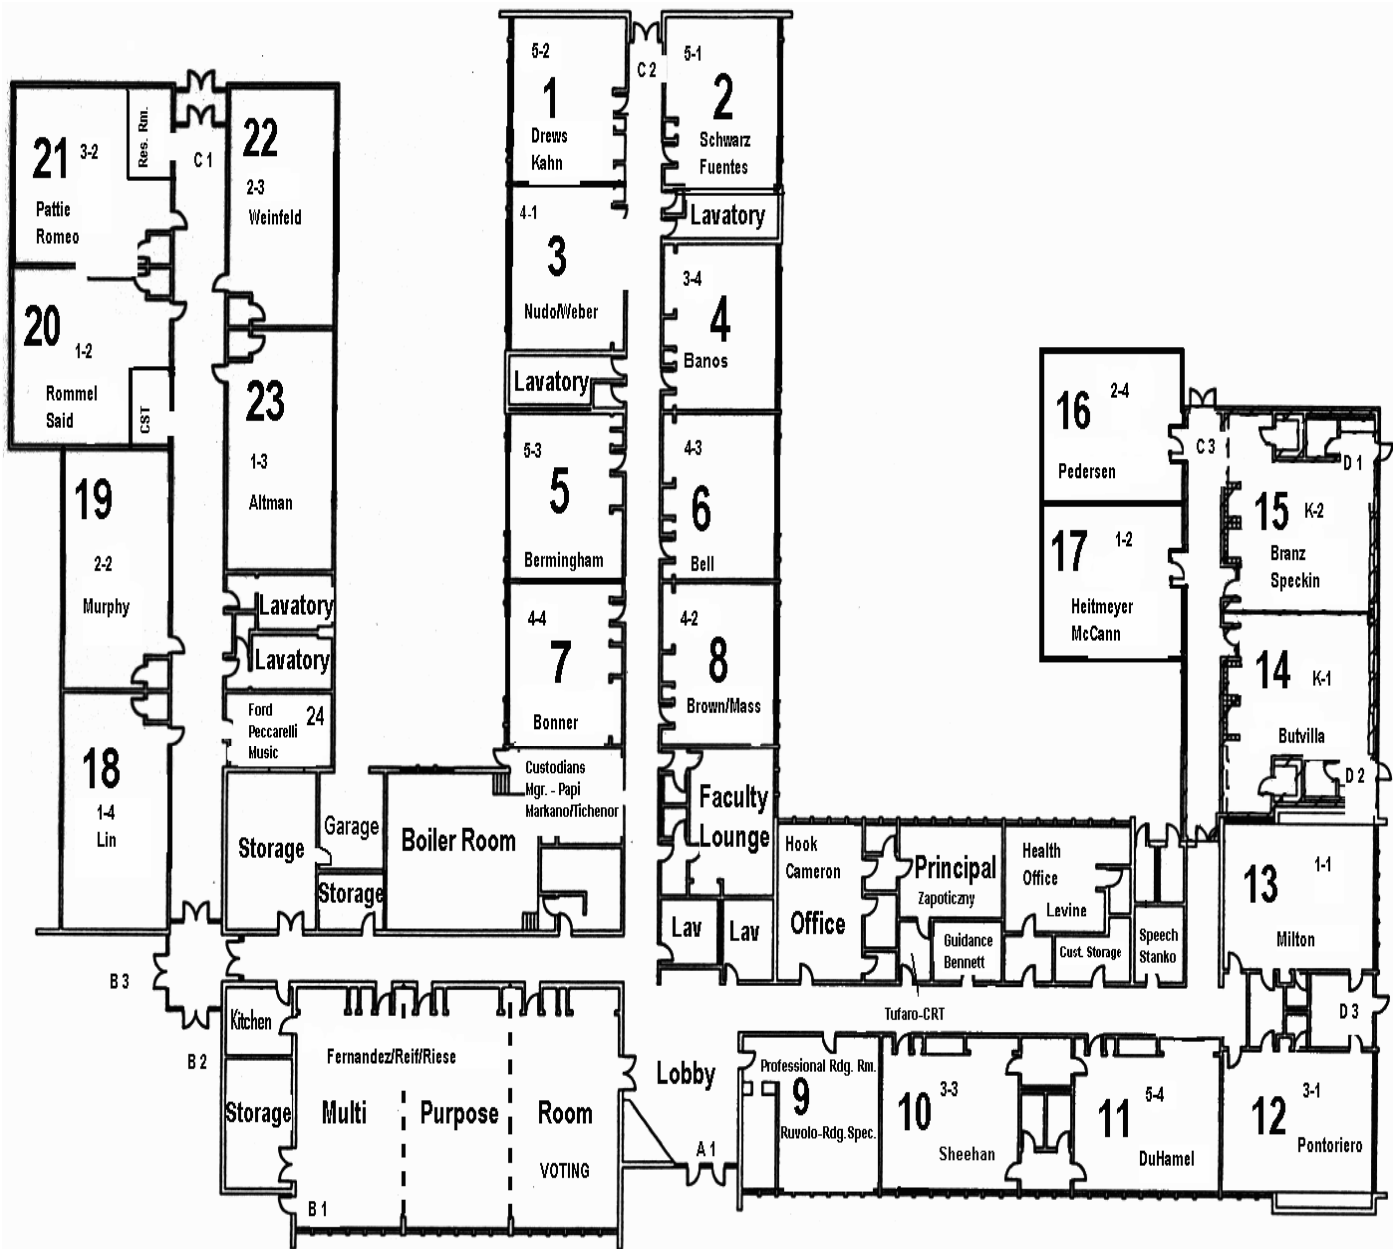 21
3-2
Pattie
Romeo
Res. Rm.
C 1
22
2-3
Weinfeld
20
1-2
Rommel
Said
CST
23
1-3
Altman
19
2-2
Murphy
Lavatory
Lavatory
Ford
Peccarelli
Music
24
18
1-4
Lin
Storage
Garage
Storage
Boiler Room
5-2
1
Drews
Kahn
C 2
5-1
2
Schwarz
Fuentes
Lavatory
4-1
3
Nudo/Weber
3-4
4
Banos
Lavatory
5-3
5
Bermingham
4-3
6
Bell
4-4
7
Bonner
4-2
8
Brown/Mass
Custodians
Mgr. - Papi
Markano/Tichenor
Faculty
Lounge
Lav
Lav
Hook
Cameron
Office
Principal
Zapoticzny
Health
Office
Levine
Guidance
Bennett
Cust. Storage
Speech
Stanko
Tufaro-CRT
16
2-4
Pedersen
17
1-2
Heitmeyer
McCann
C 3
D 1
15
K-2
Branz
Speckin
14
K-1
Butvilla
D 2
13
1-1
Milton
D 3
B 3
B 2
Kitchen
Storage
Fernandez/Reif/Riese
Multi Purpose Room
VOTING
B 1
Lobby
A 1
Professional Rdg. Rm.
9
Ruvolo-Rdg.Spec.
10
3-3
Sheehan
11
5-4
DuHamel
12
3-1
Pontoriero